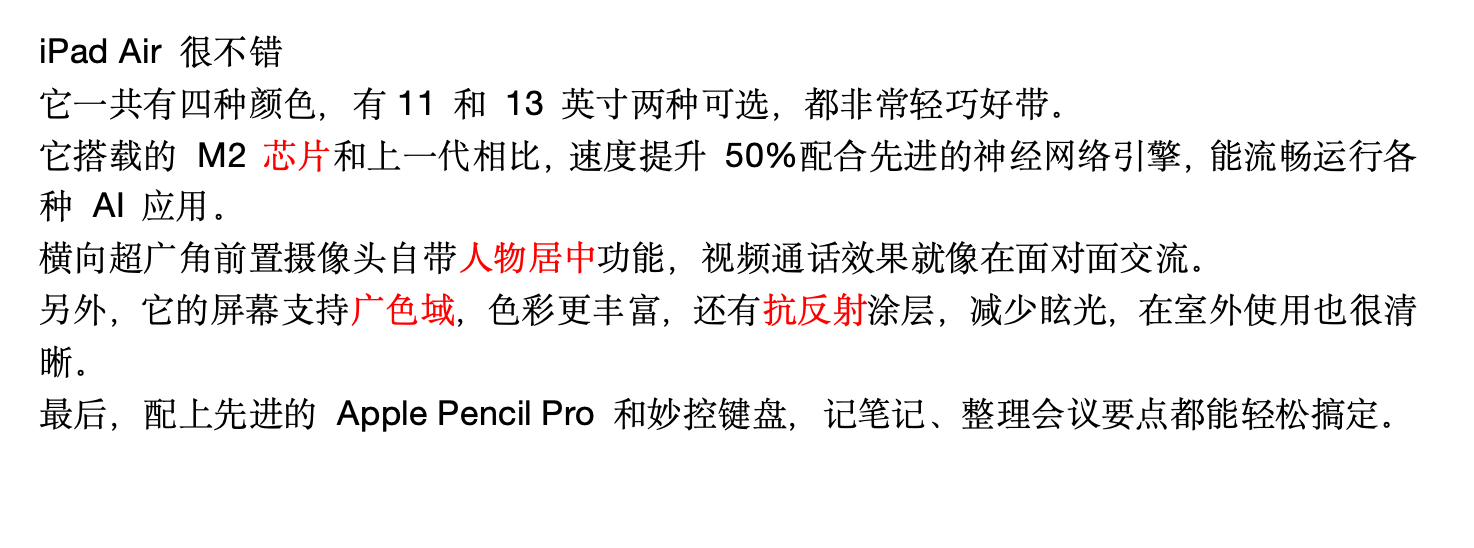 iPad Air 很不错
它一共有四种颜色，有 11 和 13 英寸两种可选，都非常轻巧好带。
它搭载的 M2 芯片和上一代相比，速度提升 50%配合先进的神经网络引擎，能流畅运行各
种 AI 应用。
横向超广角前置摄像头自带人物居中功能，视频通话效果就像在面对面交流。
另外，它的屏幕支持广色域，色彩更丰富，还有抗反射涂层，减少眩光，在室外使用也很清
晰。
最后，配上先进的 Apple Pencil Pro 和妙控键盘，记笔记、整理会议要点都能轻松搞定。